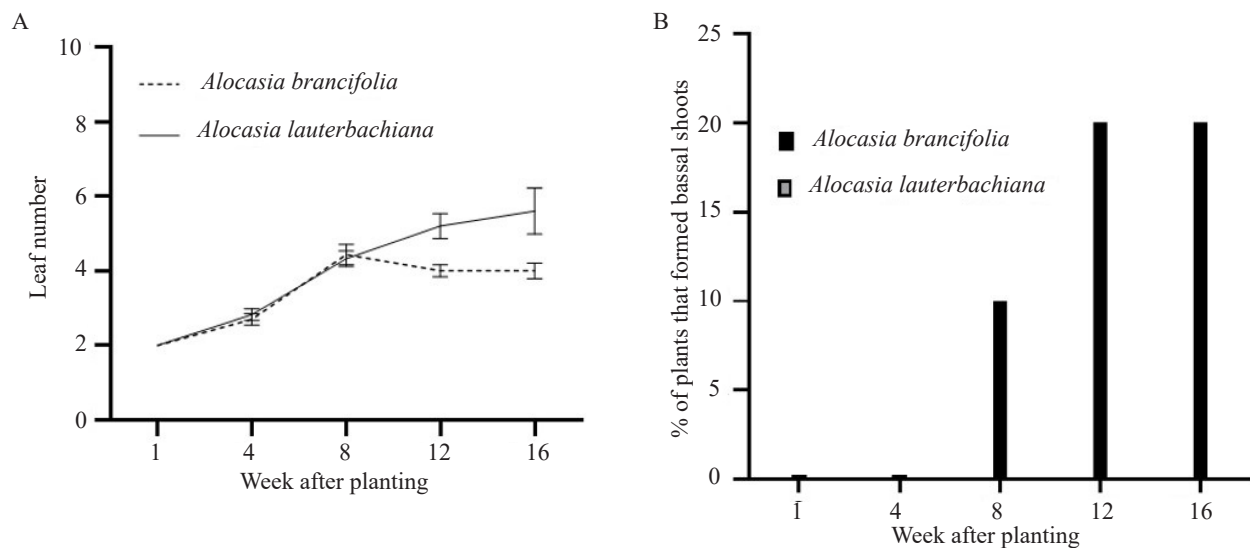 A
10
8
6
4
2
0
Leaf number
Alocasia brancifolia
Alocasia lauterbachiana
1 4 8 12 16
Week after planting
B
25
20
15
10
5
0
% of plants that formed bassal shoots
Alocasia brancifolia
Alocasia lauterbachiana
1 4 8 12 16
Week after planting